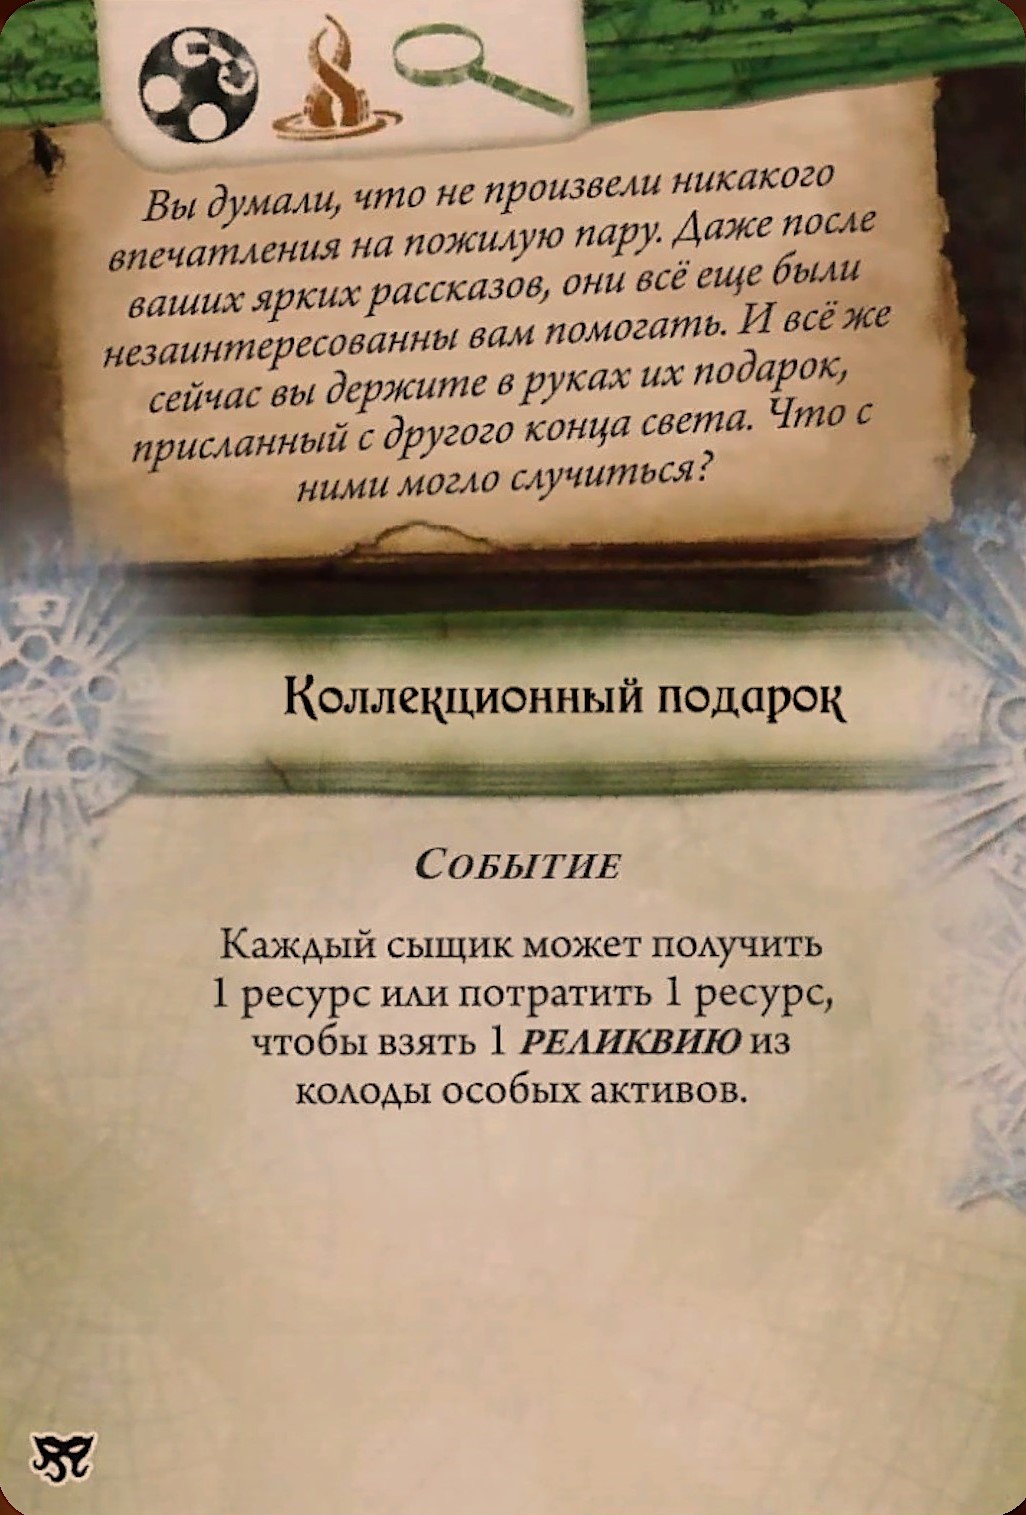 Вы думали, что не произвели никакого
впечатления на пожилую пару. Даже после
ваших ярких рассказов, они всё еще были
незаинтересованны вам помогать. И всё же
сейчас вы держите в руках их подарок,
присланный с другого конца света. Что с
ними могло случиться?
Коллекционный подарок
Событие
Каждый сыщик может получить
1 ресурс или потратить 1 ресурс,
чтобы взять 1 РЕЛИКВИЮ из
колоды особых активов.